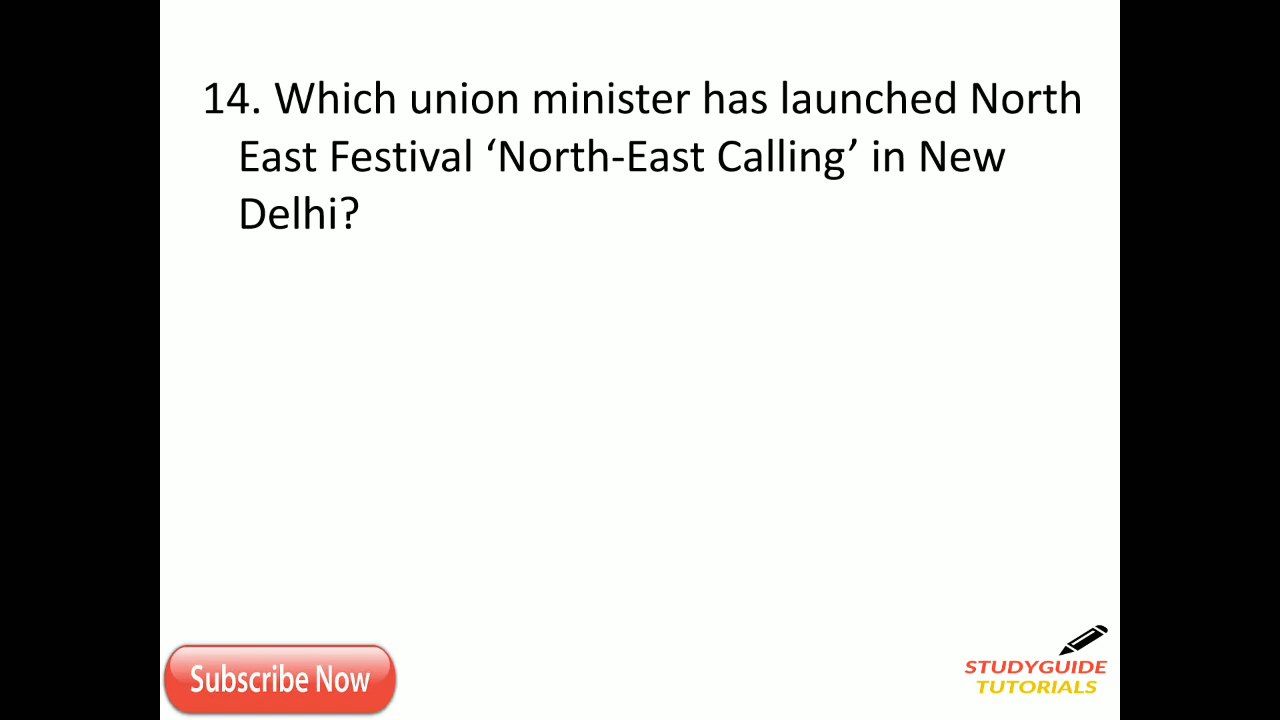 14. Which union minister has launched North
East Festival ‘North-East Calling’ in New
Delhi?
Subscribe Now
STUDYGUIDE
TUTORIALS